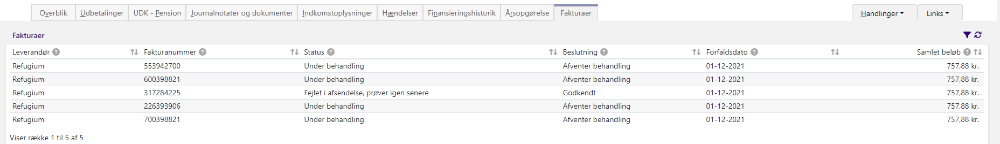 Overblik Udbetalinger UDK - Pension Journalnotater og dokumenter Indkomstoplysninger Hændelser Finansieringshistorik Årsopgørelse Fakturaer Handlinger Links
Fakturaer
Leverandør Fakturanummer Status Beslutning Forfaldsdato Samlet beløb
Refugium 553942700 Under behandling Afventer behandling 01-12-2021 757,88 kr.
Refugium 600398821 Under behandling Afventer behandling 01-12-2021 757,88 kr.
Refugium 317284225 Fejlet i afsendelse, prøver igen senere Godkendt 01-12-2021 757,88 kr.
Refugium 226393906 Under behandling Afventer behandling 01-12-2021 757,88 kr.
Refugium 700398821 Under behandling Afventer behandling 01-12-2021 757,88 kr.
Viser række 1 til 5 af 5